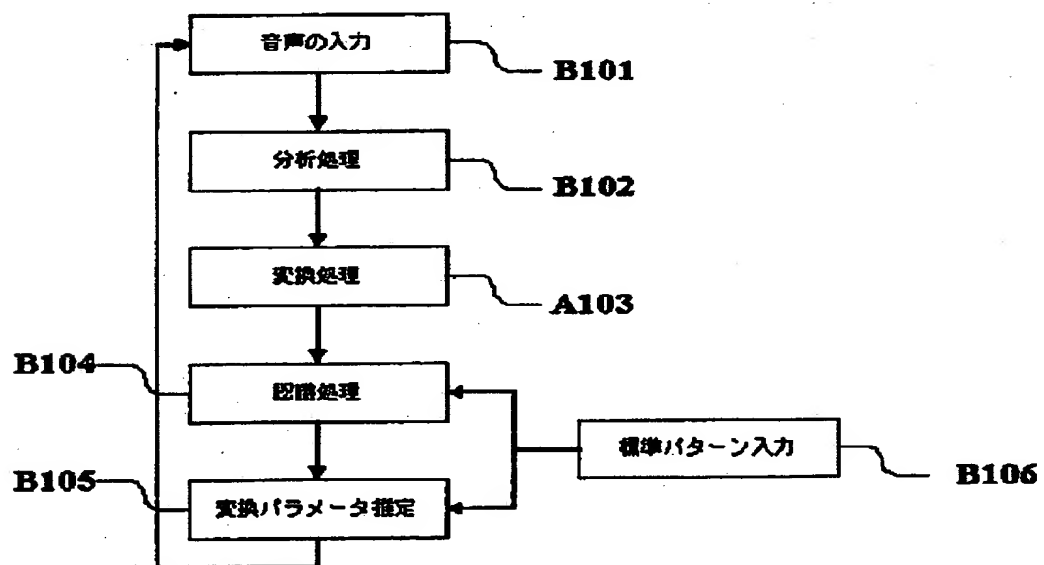 音声の入力
B101
分析処理
B102
変換処理
A103
B104
認識処理
標準パターン入力
B106
B105
変換パラメータ推定